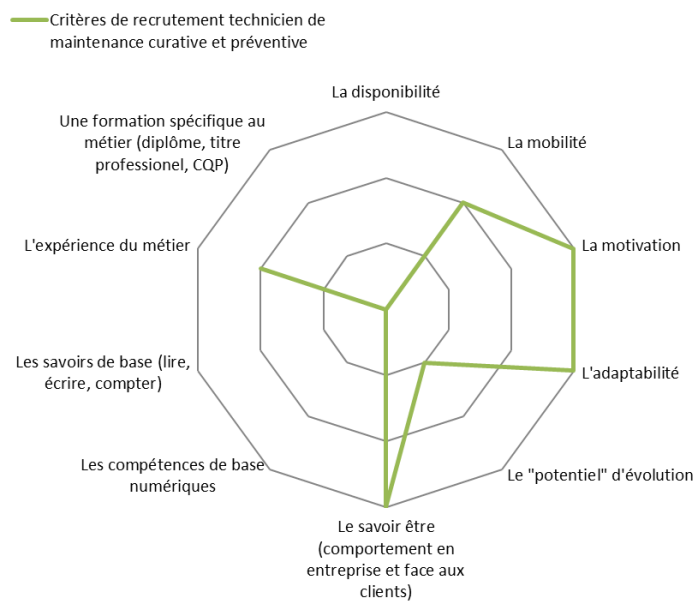 Critères de recrutement technicien de
maintenance curative et préventive
La disponibilité
Une formation spécifique au
métier (diplôme, titre
professionel, CQP)
La mobilité
L'expérience du métier
La motivation
Les savoirs de base (lire,
écrire, compter)
L'adaptabilité
Les compétences de base
numériques
Le "potentiel" d'évolution
Le savoir être
(comportement en
entreprise et face aux
clients)